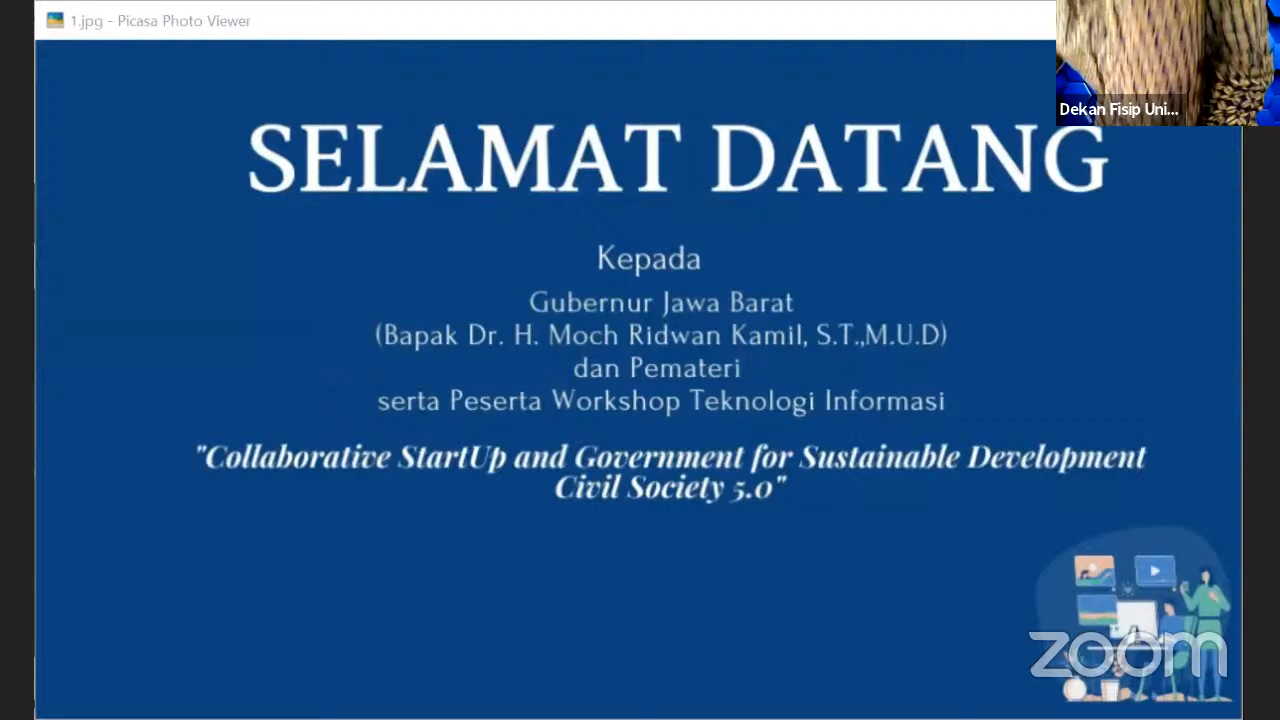 1.jpg - Picasa Photo Viewer
Dekan Fisip Uni...
SELAMAT DATANG
Kepada
Gubernur Jawa Barat
(Bapak Dr. H. Moch Ridwan Kamil, S.T.,M.U.D)
dan Pemateri
serta Peserta Workshop Teknologi Informasi
"Collaborative StartUp and Government for Sustainable Development
Civil Society 5.0"
zoom